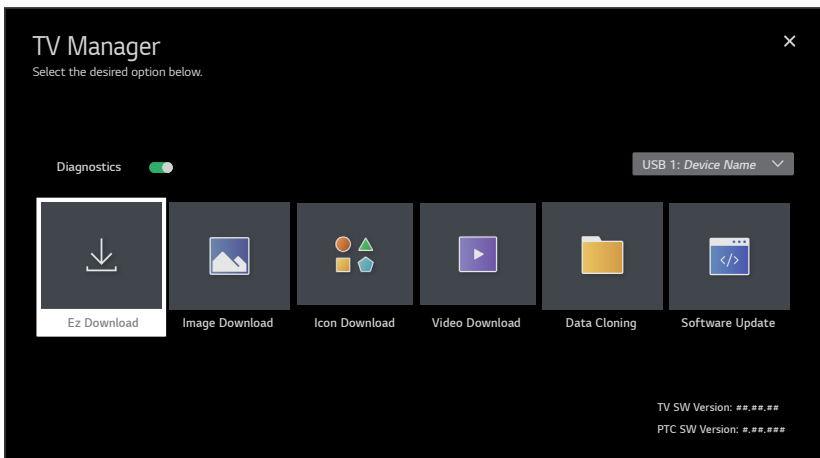 TV Manager
Select the desired option below.
Diagnostics
USB 1: Device Name
Ez Download
Image Download
Icon Download
Video Download
Data Cloning
Software Update
TV SW Version: ##.##.##
PTC SW Version: #.##.###